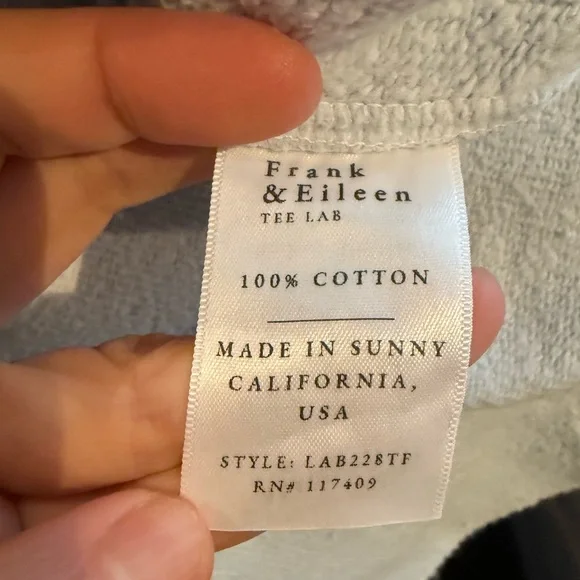 Frank
& Eileen
TEE LAB
100% COTTON
MADE IN SUNNY
CALIFORNIA,
USA
STYLE: LAB228TF
RN# 117409